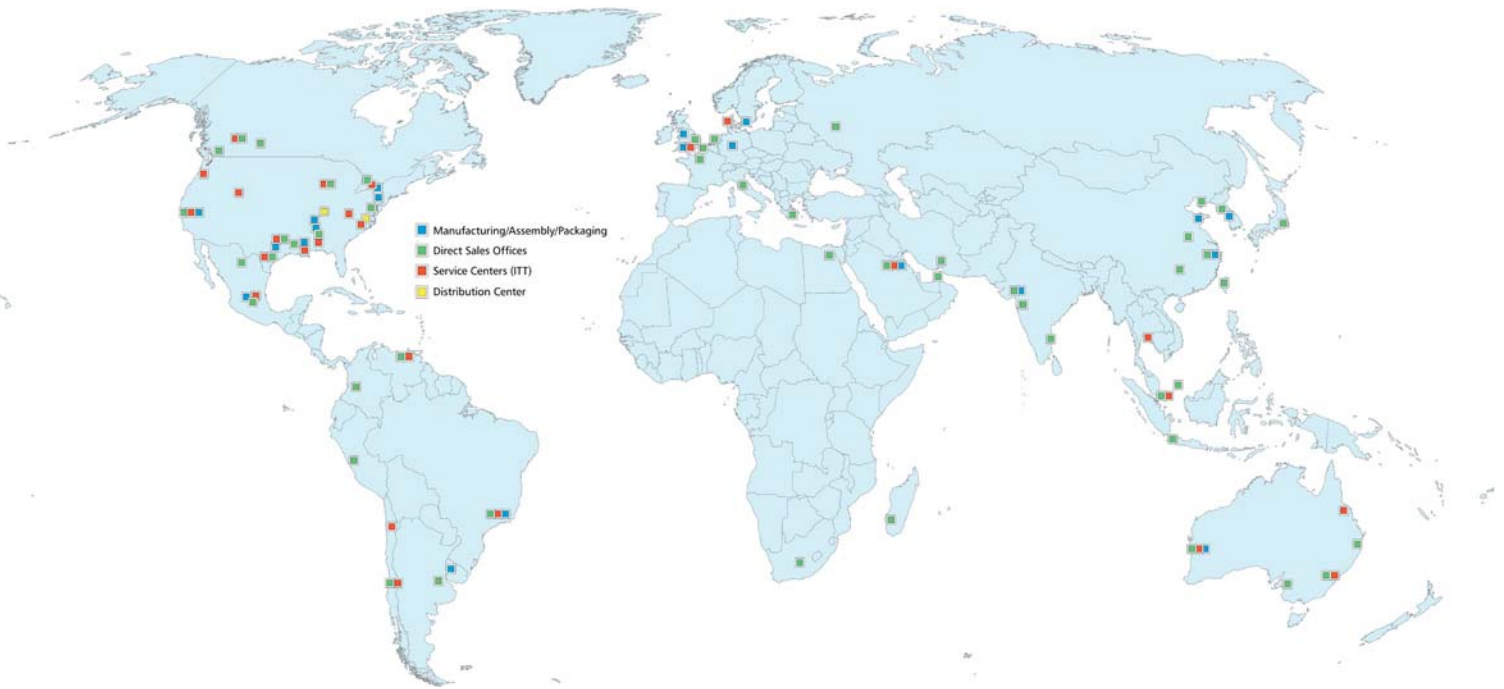 Manufacturing/Assembly/Packaging
Direct Sales Offices
Service Centers (ITT)
Distribution Center